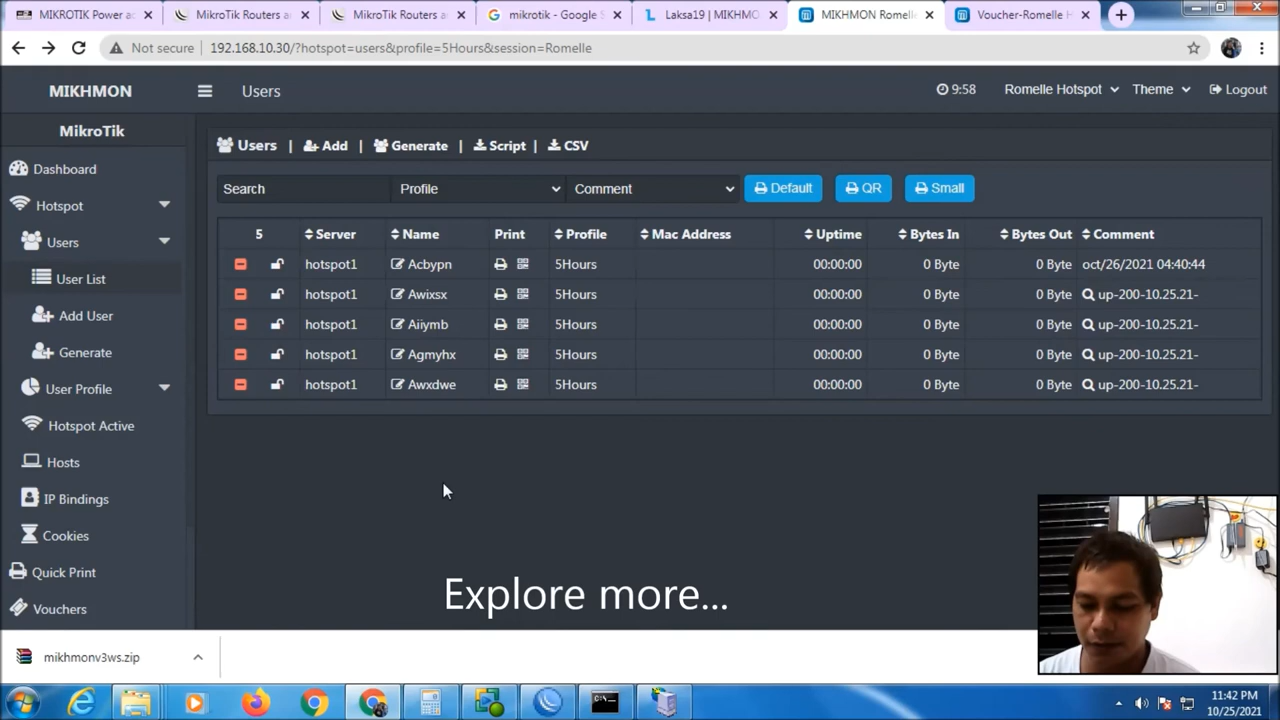 MIKROTIK Power a
MikroTik Routers a
MikroTik Routers a
mikrotik - Google S
Laksa19 | MIKHMO
MIKHMON Romell
Voucher-Romelle H
Not secure
192.168.10.30/?hotspot=users&profile=5Hours&session=Romelle
MIKHMON
Users
9:58
Romelle Hotspot
Theme
Logout
MikroTik
Dashboard
Hotspot
Users
User List
Add User
Generate
User Profile
Hotspot Active
Hosts
IP Bindings
Cookies
Quick Print
Vouchers
Users | Add | Generate | Script | CSV
Search
Profile
Comment
Default
QR
Small
5 Server Name Print Profile Mac Address Uptime Bytes In Bytes Out Comment
hotspot1 Acbypn 5Hours 00:00:00 0 Byte 0 Byte oct/26/2021 04:40:44
hotspot1 Awixsx 5Hours 00:00:00 0 Byte 0 Byte up-200-10.25.21-
hotspot1 Aiiymb 5Hours 00:00:00 0 Byte 0 Byte up-200-10.25.21-
hotspot1 Agmyhx 5Hours 00:00:00 0 Byte 0 Byte up-200-10.25.21-
hotspot1 Awxdwe 5Hours 00:00:00 0 Byte 0 Byte up-200-10.25.21-
Explore more...
mikhmonv3ws.zip
11:42 PM
10/25/2021